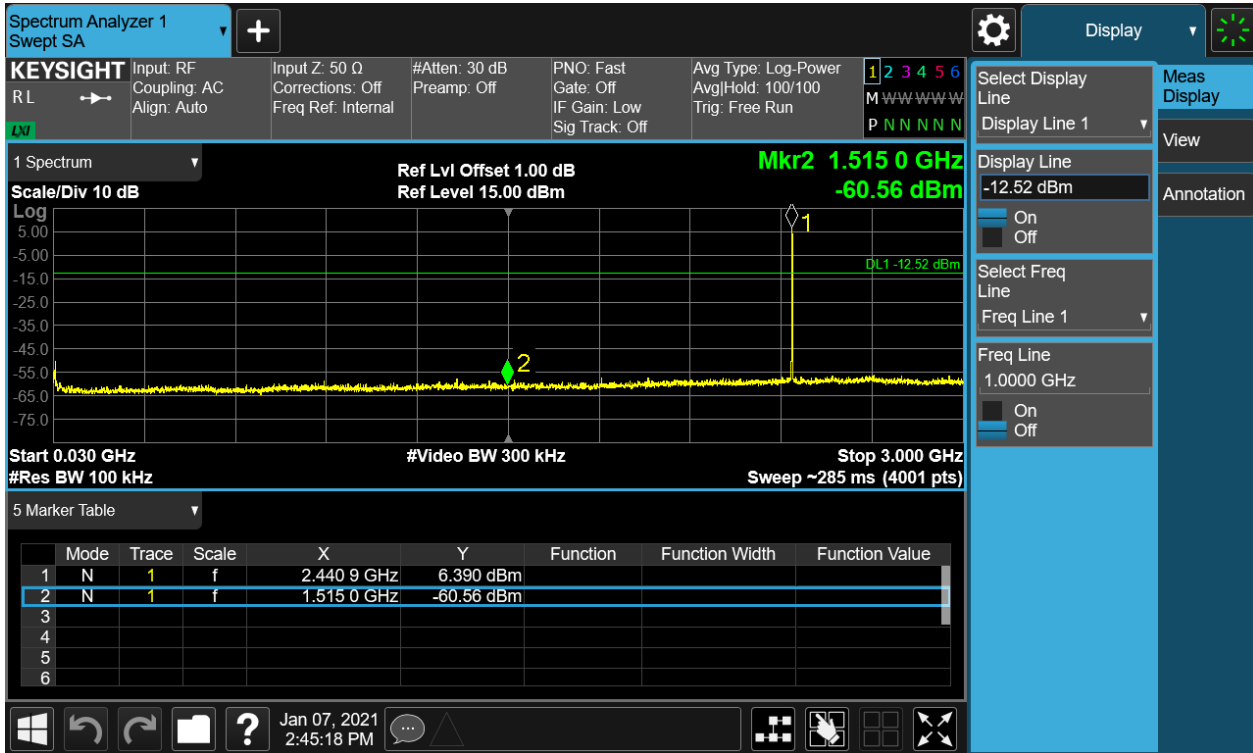 Spectrum Analyzer 1
Swept SA
Display
KEYSIGHT
RL
LXI
Input: RF
Coupling: AC
Align: Auto
Input Z: 50 Ω
Corrections: Off
Freq Ref: Internal
#Atten: 30 dB
Preamp: Off
PNO: Fast
Gate: Off
IF Gain: Low
Sig Track: Off
Avg Type: Log-Power
Avg|Hold: 100/100
Trig: Free Run
1 2 3 4 5 6
M W W W W W
P N N N N N
1 Spectrum
Scale/Div 10 dB
Ref Lvl Offset 1.00 dB
Ref Level 15.00 dBm
Mkr2 1.515 0 GHz
-60.56 dBm
Log
5.00
-5.00
-15.0
-25.0
-35.0
-45.0
-55.0
-65.0
-75.0
1
DL1 -12.52 dBm
2
Start 0.030 GHz
#Video BW 300 kHz
Stop 3.000 GHz
#Res BW 100 kHz
Sweep ~285 ms (4001 pts)
5 Marker Table
Mode Trace Scale X Y Function Function Width Function Value
1 N 1 f 2.440 9 GHz 6.390 dBm
2 N 1 f 1.515 0 GHz -60.56 dBm
3
4
5
6
?
Jan 07, 2021
2:45:18 PM
Select Display
Line
Display Line 1
Display Line
-12.52 dBm
On
Off
Select Freq
Line
Freq Line 1
Freq Line
1.0000 GHz
On
Off
Meas
Display
View
Annotation